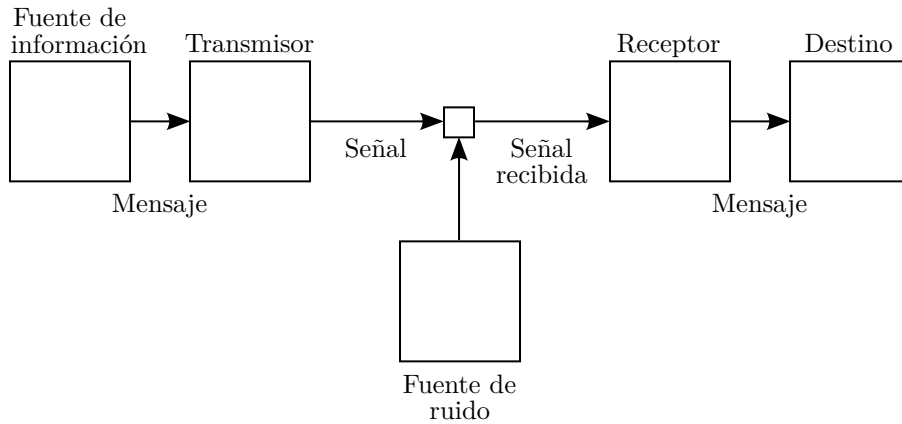 Fuente de
información
Transmisor
Receptor
Destino
Señal
Señal
recibida
Mensaje
Mensaje
Fuente de
ruido